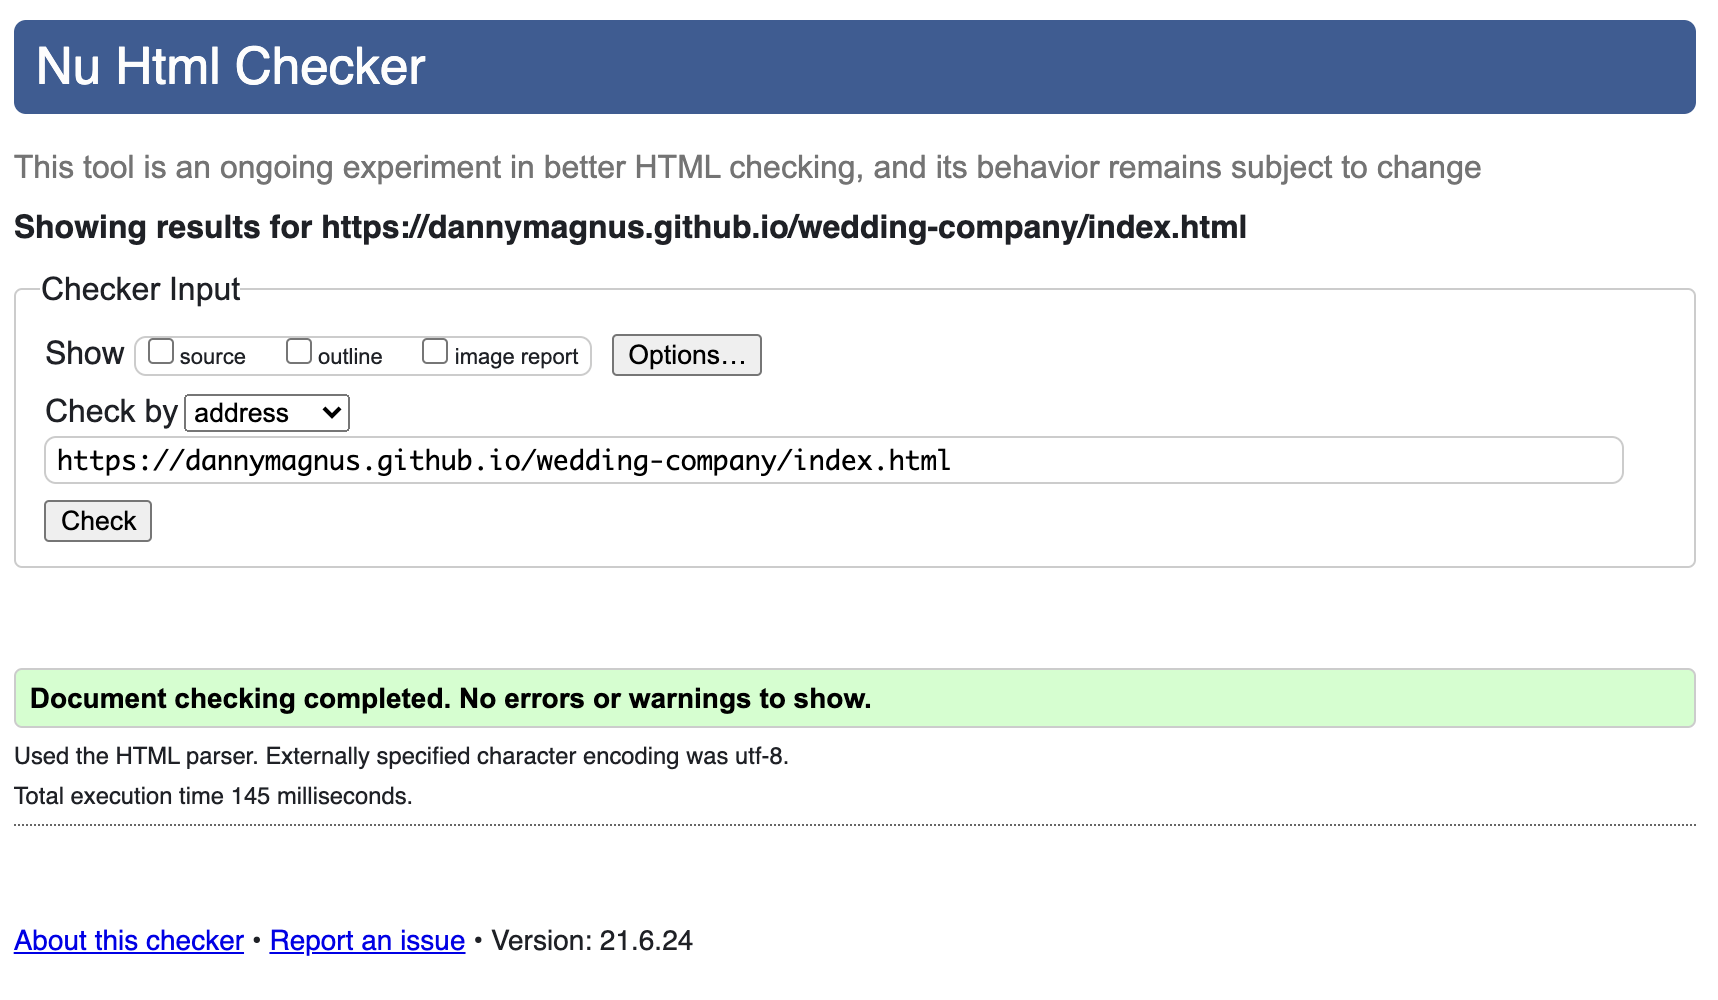 Nu Html Checker
This tool is an ongoing experiment in better HTML checking, and its behavior remains subject to change
Showing results for https://dannymagnus.github.io/wedding-company/index.html
Checker Input
Show source outline image report Options...
Check by address
https://dannymagnus.github.io/wedding-company/index.html
Check
Document checking completed. No errors or warnings to show.
Used the HTML parser. Externally specified character encoding was utf-8.
Total execution time 145 milliseconds.
About this checker • Report an issue • Version: 21.6.24